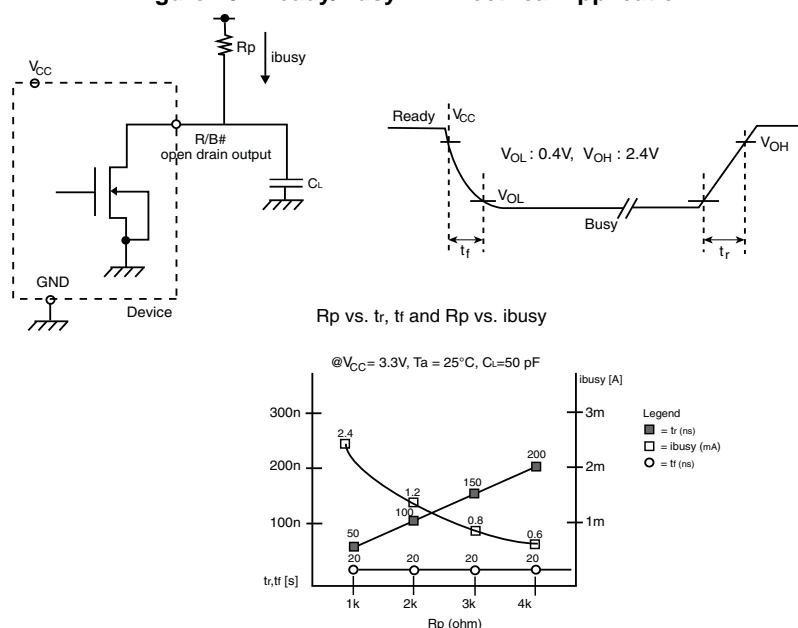 Rp
ibusy
VCC
Ready
VCC
R/B#
open drain output
VOL : 0.4V, VOH : 2.4V
VOH
CL
VOL
Busy
tf
tr
GND
Device
Rp vs. tr, tf and Rp vs. ibusy
@VCC = 3.3V, Ta = 25°C, CL=50 pF
ibusy [A]
300n
3m
Legend
= tr (ns)
= ibusy (mA)
= tf (ns)
2.4
200
200n
2m
150
1.2
100
100n
0.8
0.6
1m
50
20
20
20
20
tr,tf [s]
1k
2k
3k
4k
Rp (ohm)